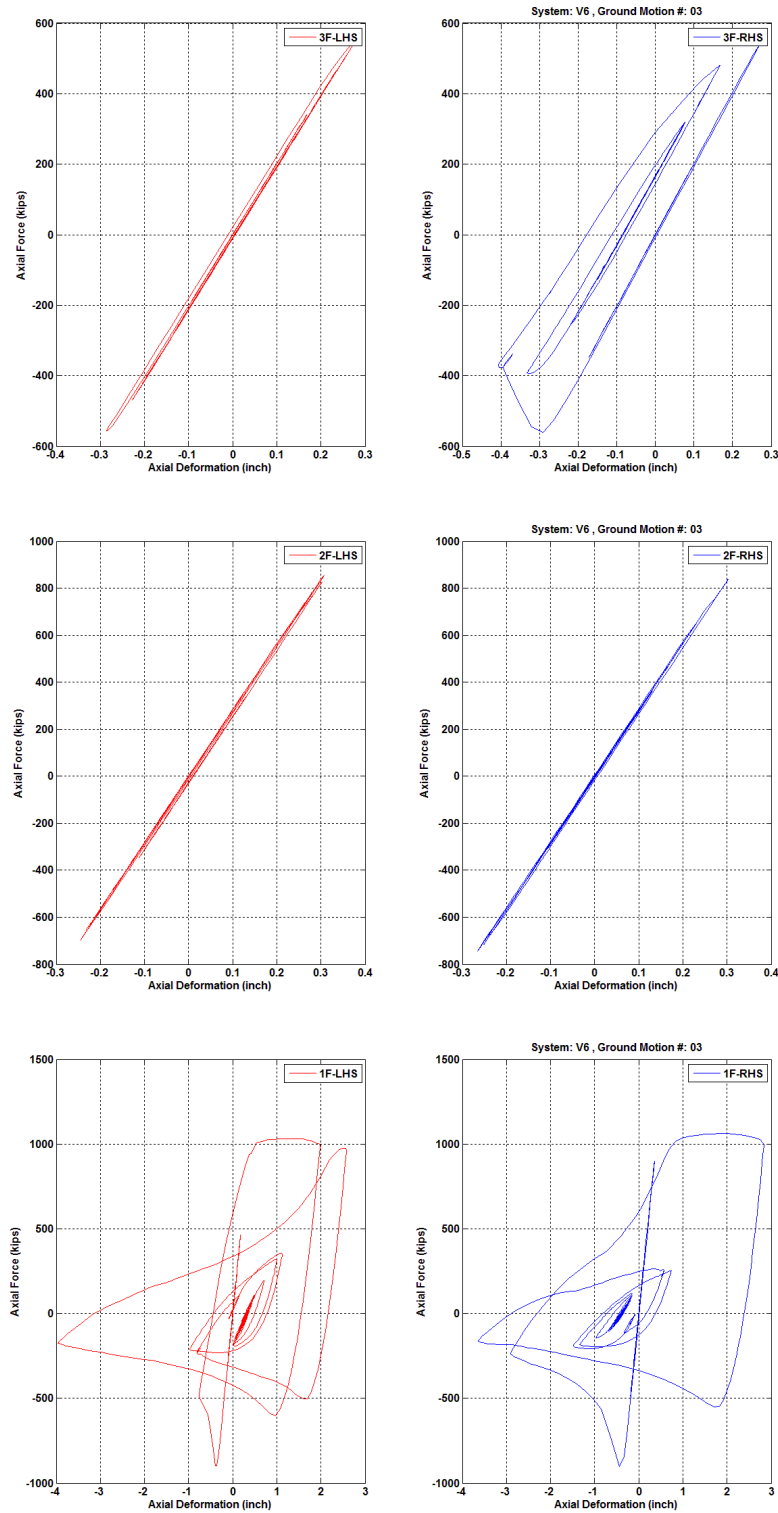 System: V6 , Ground Motion #: 03
600
400
200
0
-200
-400
-600
-0.4 -0.3 -0.2 -0.1 0 0.1 0.2 0.3
Axial Force (kips)
Axial Deformation (inch)
3F-LHS
600
400
200
0
-200
-400
-600
-0.5 -0.4 -0.3 -0.2 -0.1 0 0.1 0.2 0.3
Axial Force (kips)
Axial Deformation (inch)
3F-RHS
System: V6 , Ground Motion #: 03
1000
800
600
400
200
0
-200
-400
-600
-800
-0.3 -0.2 -0.1 0 0.1 0.2 0.3 0.4
Axial Force (kips)
Axial Deformation (inch)
2F-LHS
1000
800
600
400
200
0
-200
-400
-600
-800
-0.3 -0.2 -0.1 0 0.1 0.2 0.3 0.4
Axial Force (kips)
Axial Deformation (inch)
2F-RHS
System: V6 , Ground Motion #: 03
1500
1000
500
0
-500
-1000
-4 -3 -2 -1 0 1 2 3
Axial Force (kips)
Axial Deformation (inch)
1F-LHS
1500
1000
500
0
-500
-1000
-4 -3 -2 -1 0 1 2 3
Axial Force (kips)
Axial Deformation (inch)
1F-RHS